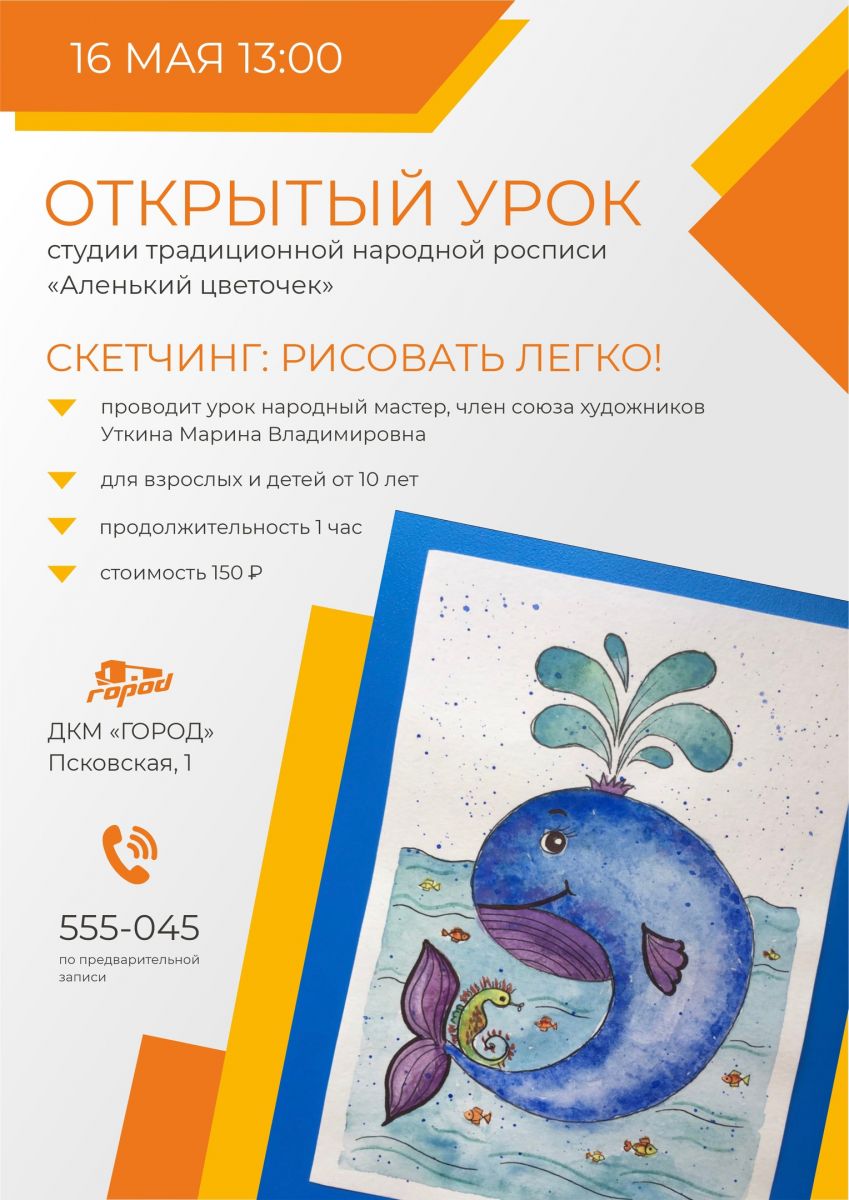 16 МАЯ 13:00
ОТКРЫТЫЙ УРОК
студии традиционной народной росписи
«Аленький цветочек»
СКЕТЧИНГ: РИСОВАТЬ ЛЕГКО!
проводит урок народный мастер, член союза художников
Уткина Марина Владимировна
для взрослых и детей от 10 лет
продолжительность 1 час
стоимость 150 ₽
город
ДКМ «ГОРОД»
Псковская, 1
555-045
по предварительной
записи